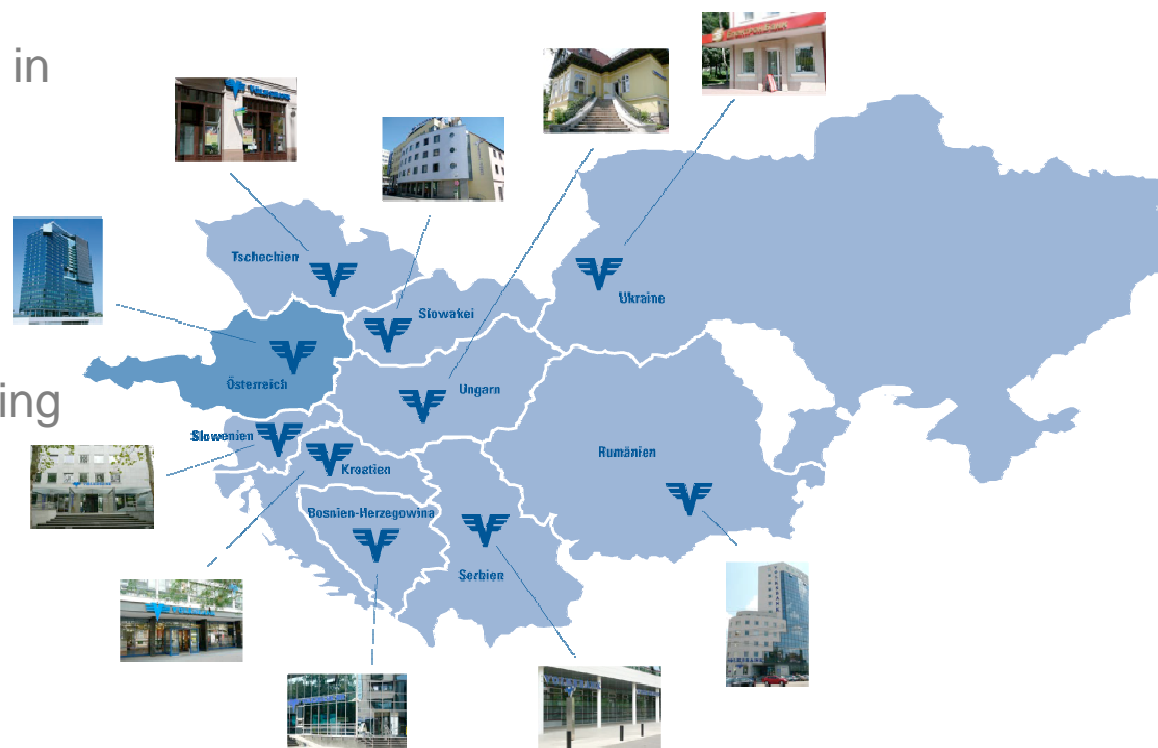 in
Tschechien
Slowakei
Ukraine
Österreich
Ungarn
ing
Slowenien
Kroatien
Rumänien
Bosnien-Herzegowina
Serbien